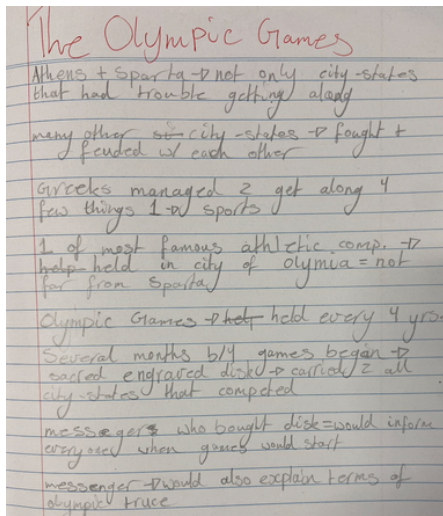 The Olympic Games
Athens + Sparta → not only city-states
that had trouble getting along
many other city-states → fought +
feuded w/ each other
Greeks managed 2 get along 4
few things 1 → sports
1 of most famous athletic comp. →
help held in city of olymia = not
far from Sparta
Olympic Games → held every 4 yrs.
Several months b/4 games began →
sacred engraved disk → carried 2 all
city-states that competed
messengers who bought disk = would inform
everyone when games would start
messenger → would also explain terms of
olympic truce